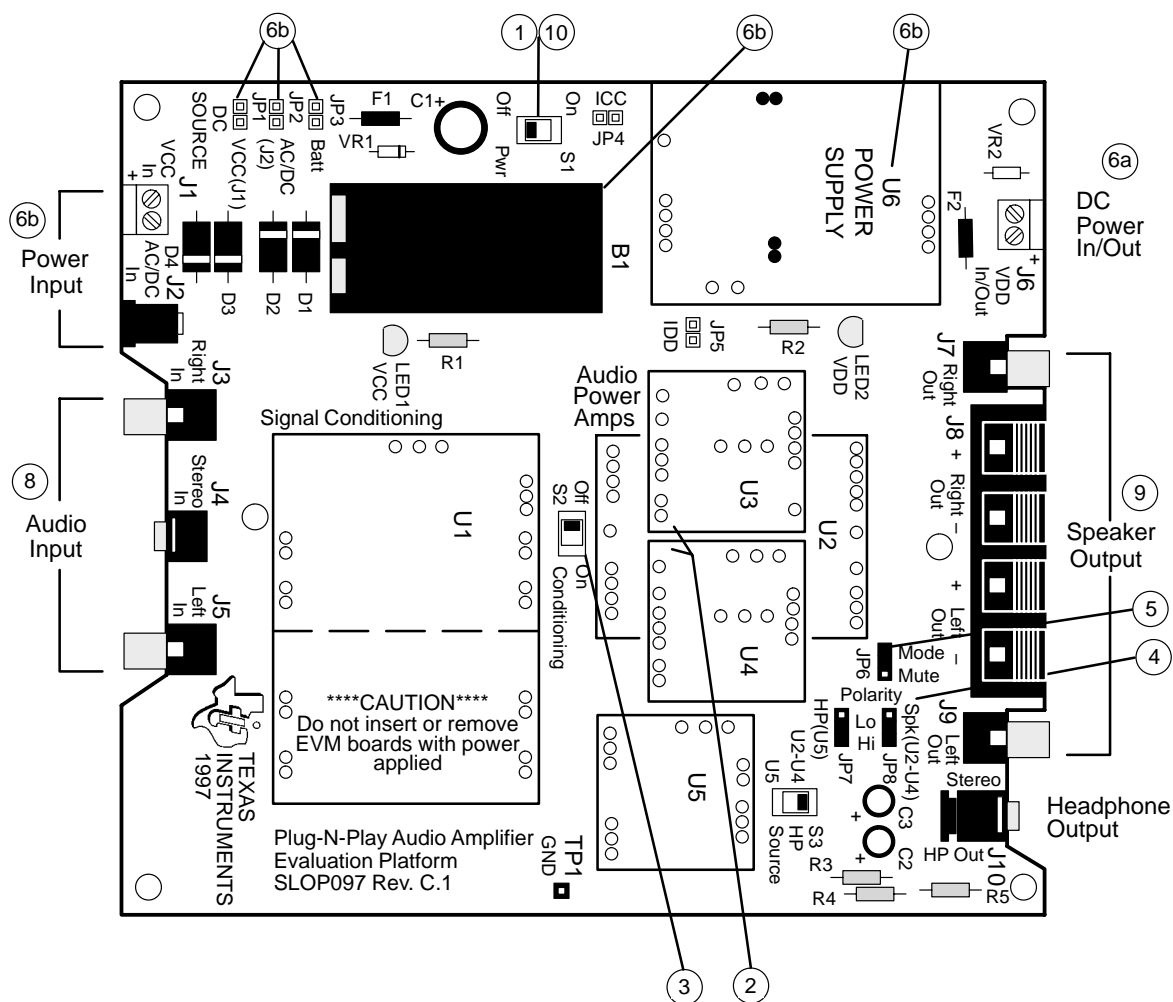 1
10
6b
6b
6b
DC
SOURCE
JP1
VCC(J1)
JP2
AC/DC
(J2)
JP3
Batt
F1
VR1
C1+
Off
On
Pwr
S1
ICC
JP4
U6
POWER
SUPPLY
VR2
F2
6a
DC
Power
In/Out
J6
VDD
In/Out
+
VCC
In
+
J1
6b
Power
Input
D4
AC/DC
In
J2
D3
D2
D1
B1
LED1
VCC
R1
JP5
IDD
R2
LED2
VDD
J7
Right
Out
J3
Right
In
Signal Conditioning
Audio
Power
Amps
8
Audio
Input
J4
Stereo
In
J5
Left
In
U1
S2
Off
On
Conditioning
U3
U2
U4
J8
+
Right
Out
–
+
Left
Out
–
9
Speaker
Output
5
4
JP6
Mode
Mute
Polarity
HP(U5)
Lo
Hi
JP7
JP8
Spk(U2-U4)
J9
Left
Out
****CAUTION****
Do not insert or remove
EVM boards with power
applied
TEXAS
INSTRUMENTS
1997
U5
U5
U2-U4
S3
HP
Source
+
C3
+
C2
Stereo
Headphone
Output
HP Out
J10
R3
R4
R5
Plug-N-Play Audio Amplifier
Evaluation Platform
SLOP097 Rev. C.1
TP1
GND
3
2